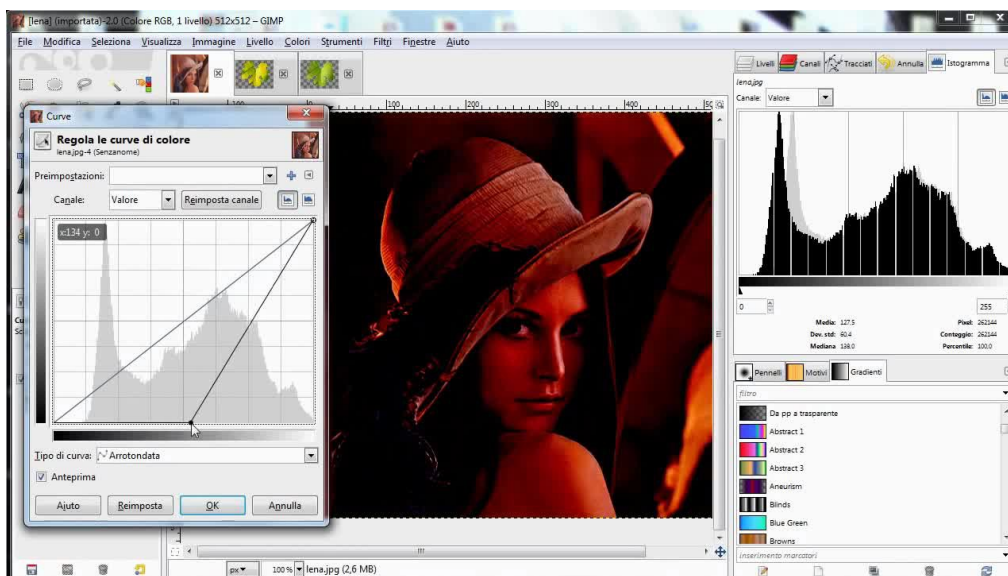 [lena] (importata)-2.0 (Colore RGB, 1 livello) 512x512 – GIMP
File Modifica Seleziona Visualizza Immagine Livello Colori Strumenti Filtri Finestre Aiuto
Livelli Canali Tracciati Annulla Istogramma
lena.jpg
Canale: Valore
100 0 100 200 300 400
Curve
Regola le curve di colore
lena.jpg-4 (Senzanome)
Preimpostazioni:
Canale: Valore Reimposta canale
x:134 y: 0
0 255
Media: 127,5 Pixel: 262144
Dev. std: 60,4 Conteggio: 262144
Mediana 138,0 Percentile: 100,0
Pennelli Motivi Gradienti
filtro
Da pp a trasparente
Abstract 1
Abstract 2
Abstract 3
Aneurism
Blinds
Blue Green
Browns
Tipo di curva: Arrotondata
Anteprima
Aiuto Reimposta OK Annulla
inserimento marcatori
px 100 % lena.jpg (2,6 MB)